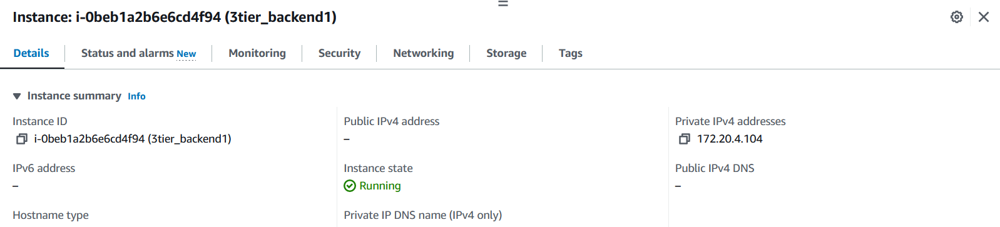 Instance: i-0beb1a2b6e6cd4f94 (3tier_backend1)
Details
Status and alarms New
Monitoring
Security
Networking
Storage
Tags
Instance summary Info
Instance ID
i-0beb1a2b6e6cd4f94 (3tier_backend1)
Public IPv4 address
–
Private IPv4 addresses
172.20.4.104
IPv6 address
–
Instance state
Running
Public IPv4 DNS
–
Hostname type
Private IP DNS name (IPv4 only)